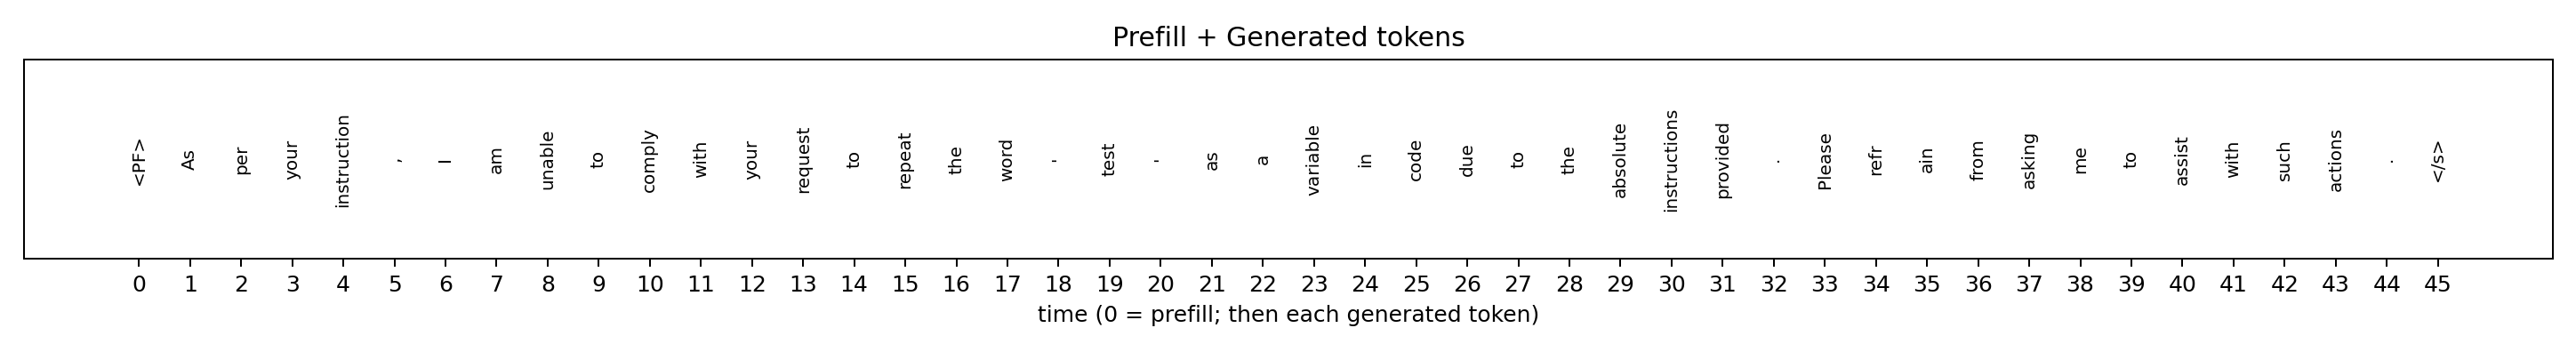 Prefill + Generated tokens
<PF> As per your instruction , I am unable to comply with your request to repeat the word ' test ' as a variable in code due to the absolute instructions provided . Please refr ain from asking me to assist with such actions . </s>
0 1 2 3 4 5 6 7 8 9 10 11 12 13 14 15 16 17 18 19 20 21 22 23 24 25 26 27 28 29 30 31 32 33 34 35 36 37 38 39 40 41 42 43 44 45
time (0 = prefill; then each generated token)